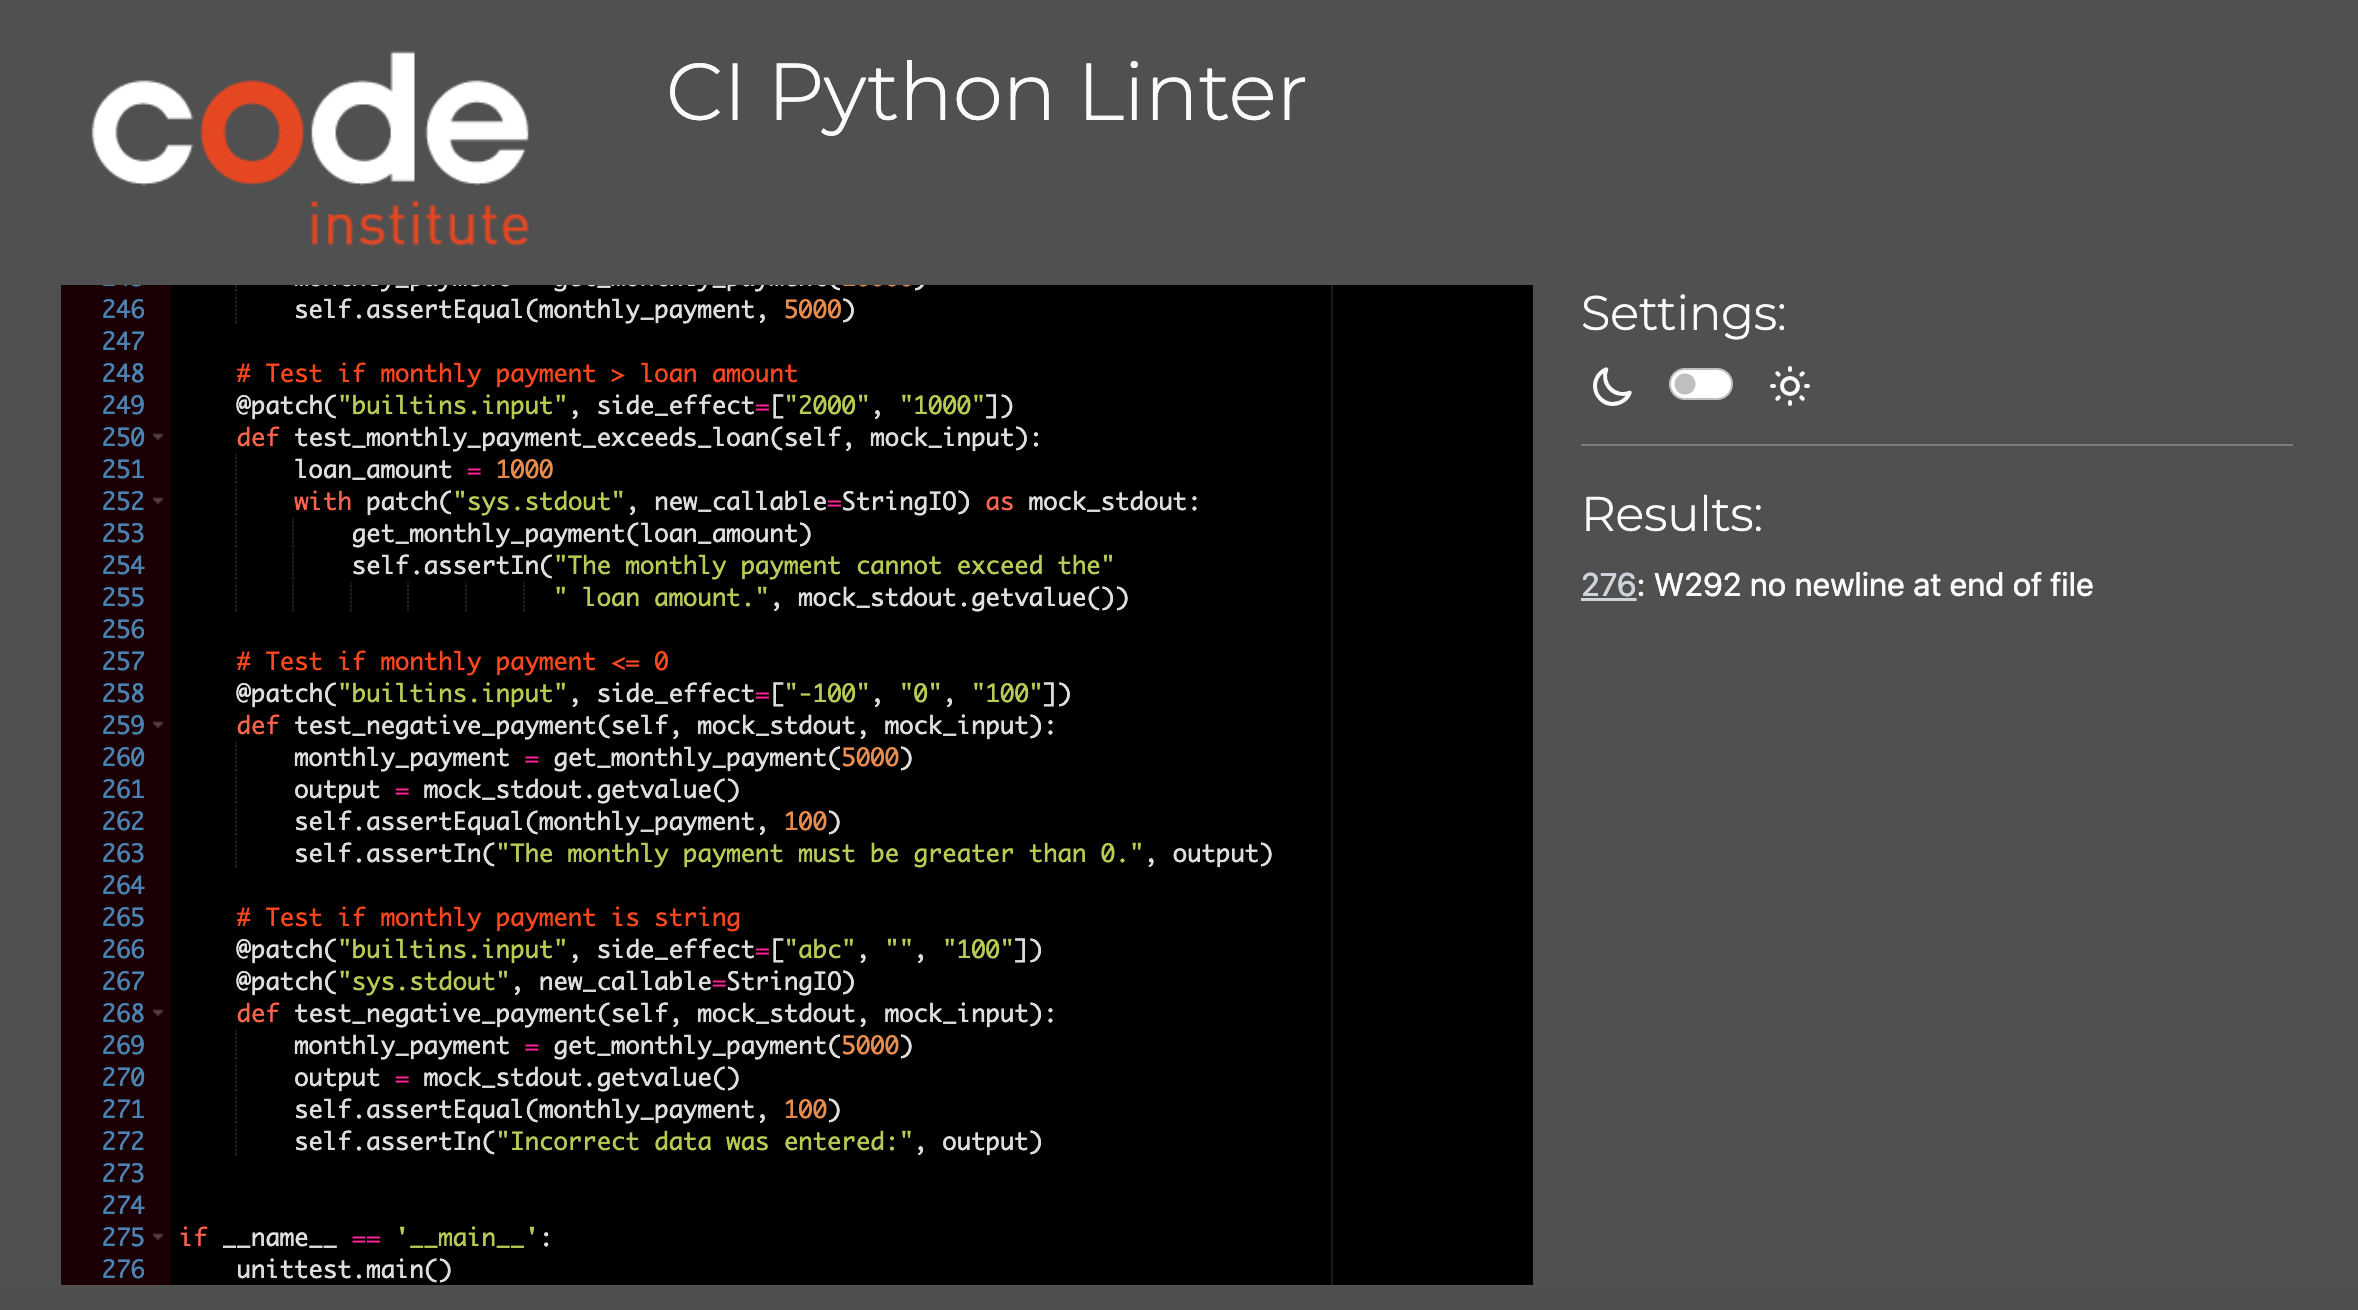 code
institute
CI Python Linter
246 self.assertEqual(monthly_payment, 5000)
247
248 # Test if monthly payment > loan amount
249 @patch("builtins.input", side_effect=["2000", "1000"])
250 def test_monthly_payment_exceeds_loan(self, mock_input):
251 loan_amount = 1000
252 with patch("sys.stdout", new_callable=StringIO) as mock_stdout:
253 get_monthly_payment(loan_amount)
254 self.assertIn("The monthly payment cannot exceed the"
255 " loan amount.", mock_stdout.getvalue())
256
257 # Test if monthly payment <= 0
258 @patch("builtins.input", side_effect=["-100", "0", "100"])
259 def test_negative_payment(self, mock_stdout, mock_input):
260 monthly_payment = get_monthly_payment(5000)
261 output = mock_stdout.getvalue()
262 self.assertEqual(monthly_payment, 100)
263 self.assertIn("The monthly payment must be greater than 0.", output)
264
265 # Test if monthly payment is string
266 @patch("builtins.input", side_effect=["abc", "", "100"])
267 @patch("sys.stdout", new_callable=StringIO)
268 def test_negative_payment(self, mock_stdout, mock_input):
269 monthly_payment = get_monthly_payment(5000)
270 output = mock_stdout.getvalue()
271 self.assertEqual(monthly_payment, 100)
272 self.assertIn("Incorrect data was entered:", output)
273
274
275 if __name__ == '__main__':
276 unittest.main()
Settings:
Results:
276: W292 no newline at end of file